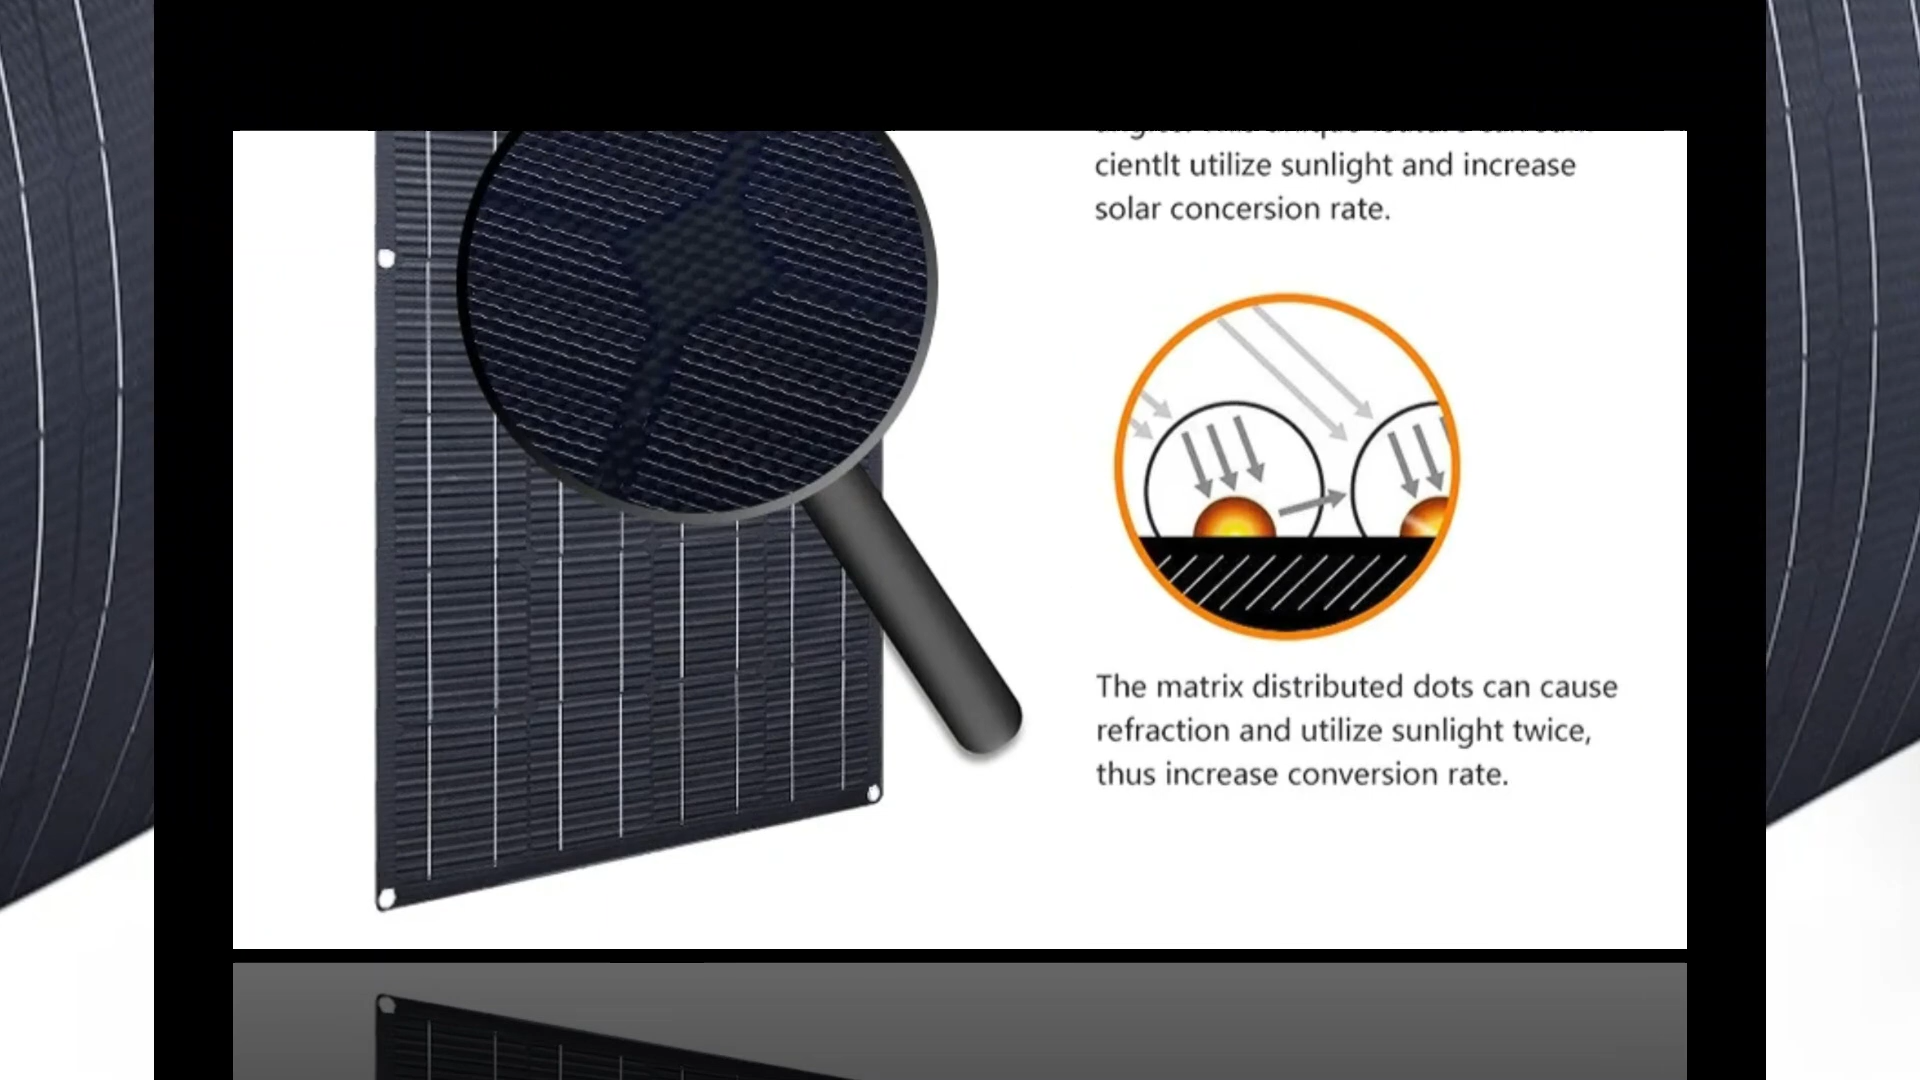 cientlt utilize sunlight and increase
solar concersion rate.
The matrix distributed dots can cause
refraction and utilize sunlight twice,
thus increase conversion rate.